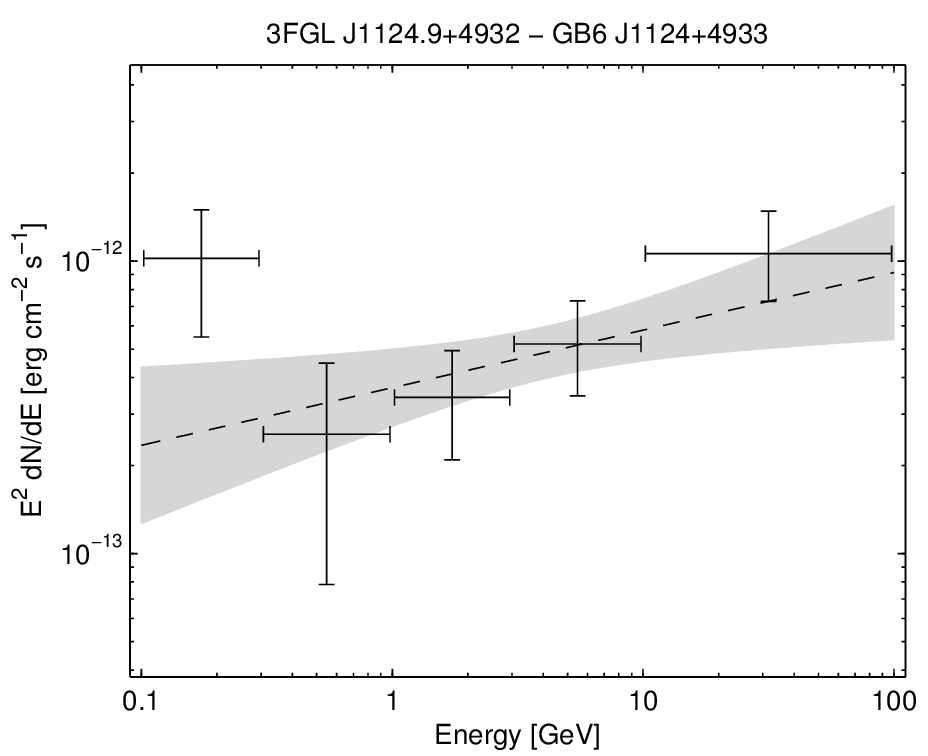 3FGL J1124.9+4932 − GB6 J1124+4933
E² dN/dE [erg cm⁻² s⁻¹]
10⁻¹²
10⁻¹³
0.1 1 10 100
Energy [GeV]